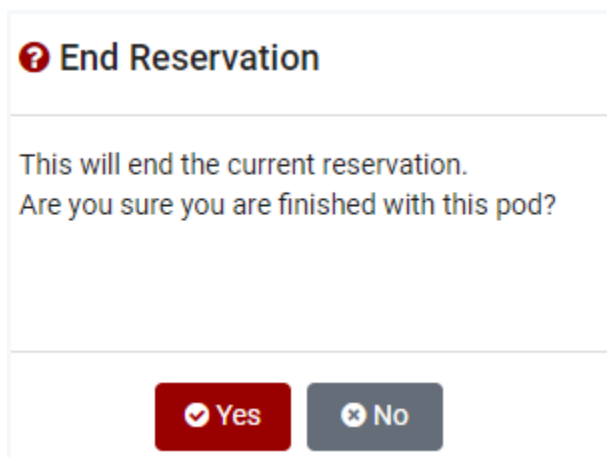 End Reservation
This will end the current reservation.
Are you sure you are finished with this pod?
Yes
No